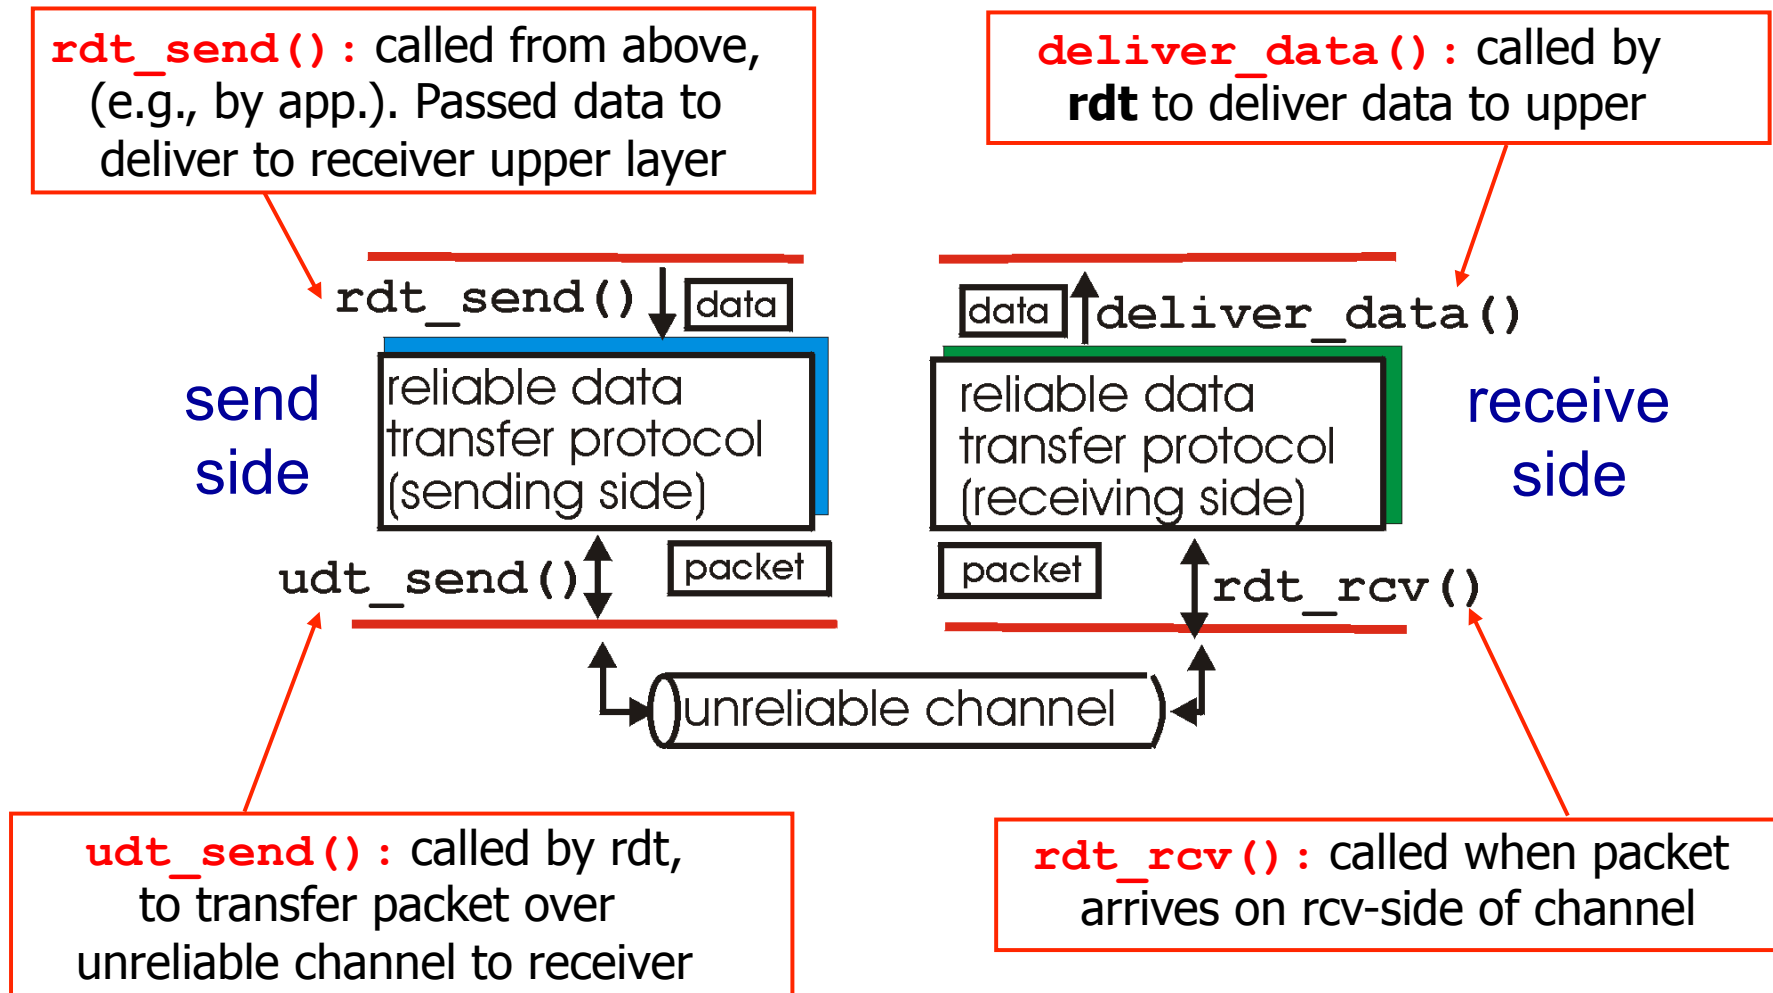 rdt_send(): called from above,
(e.g., by app.). Passed data to
deliver to receiver upper layer
deliver_data(): called by
rdt to deliver data to upper
rdt_send()
data
data
deliver_data()
send
side
reliable data
transfer protocol
(sending side)
reliable data
transfer protocol
(receiving side)
receive
side
udt_send()
packet
packet
rdt_rcv()
unreliable channel
udt_send(): called by rdt,
to transfer packet over
unreliable channel to receiver
rdt_rcv(): called when packet
arrives on rcv-side of channel